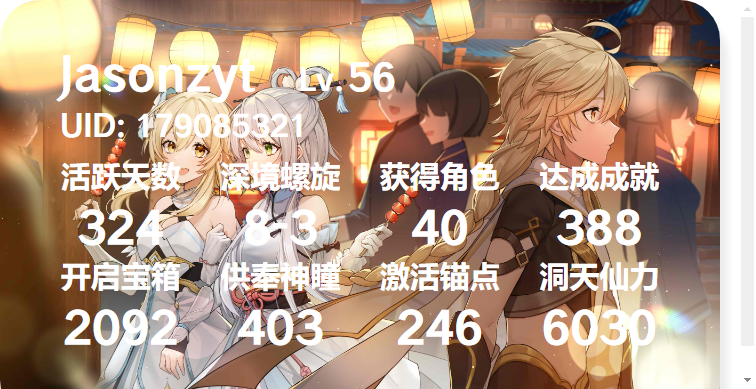 Jasonzyt Lv.56
UID: 179085321
活跃天数 深境螺旋 获得角色 达成成就
324 8-3 40 388
开启宝箱 供奉神瞳 激活锚点 洞天仙力
2092 403 246 6030